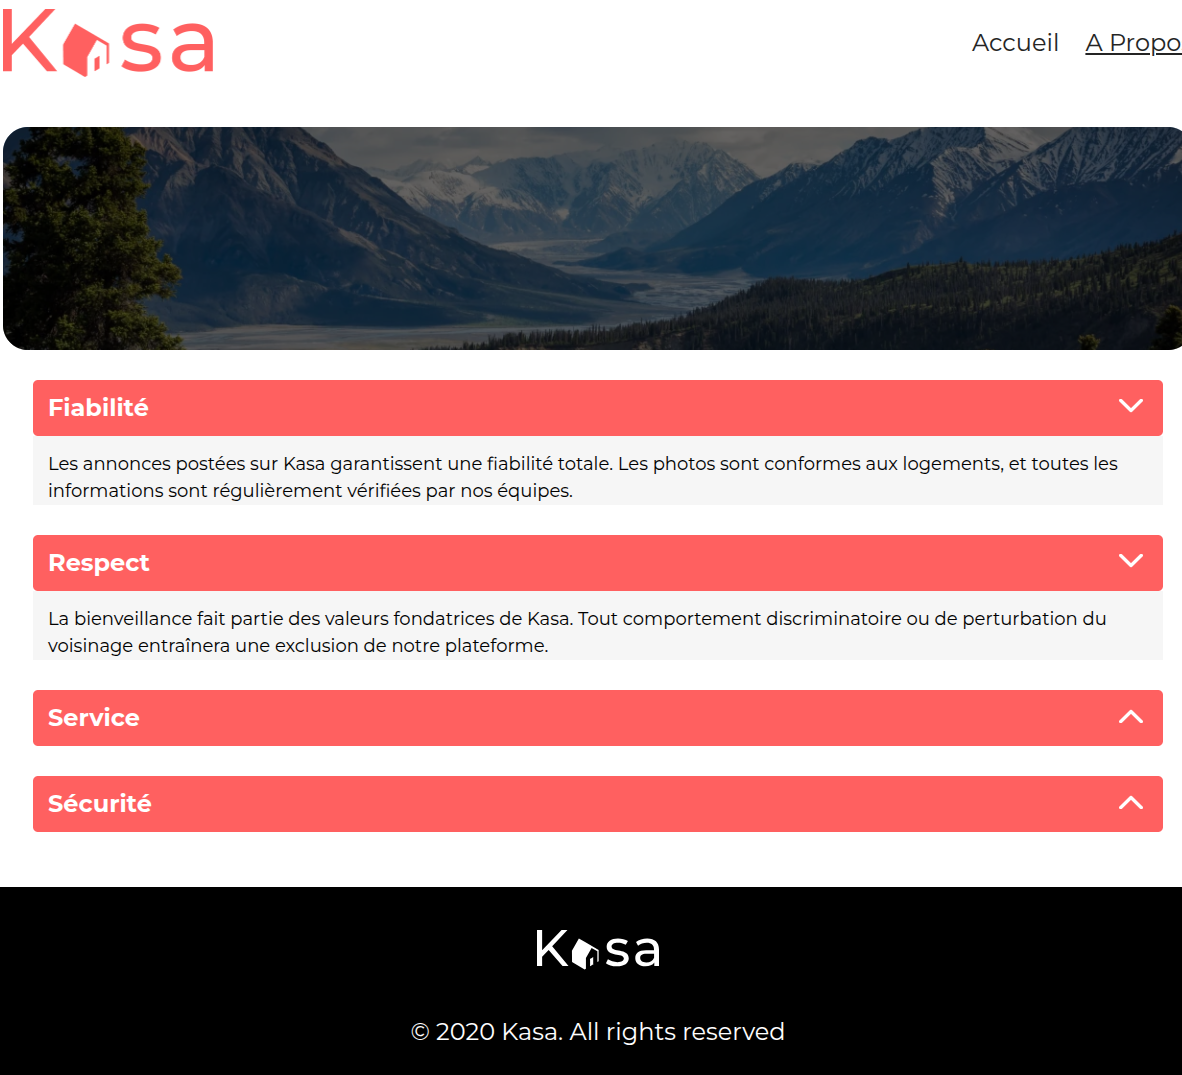 Kasa
Accueil A Propo
Fiabilité
Les annonces postées sur Kasa garantissent une fiabilité totale. Les photos sont conformes aux logements, et toutes les
informations sont régulièrement vérifiées par nos équipes.
Respect
La bienveillance fait partie des valeurs fondatrices de Kasa. Tout comportement discriminatoire ou de perturbation du
voisinage entraînera une exclusion de notre plateforme.
Service
Sécurité
Kasa
© 2020 Kasa. All rights reserved